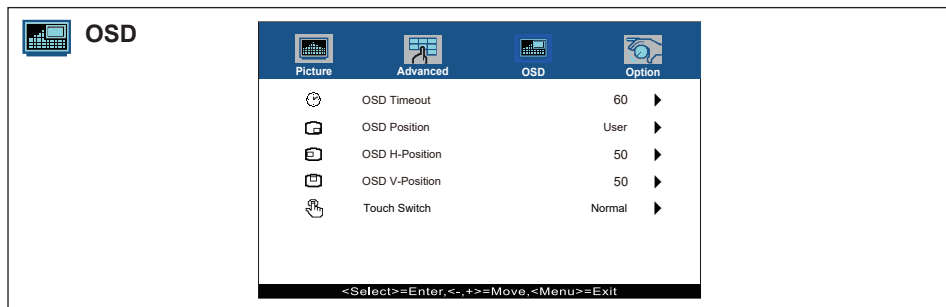 OSD
Picture Advanced OSD Option
OSD Timeout 60
OSD Position User
OSD H-Position 50
OSD V-Position 50
Touch Switch Normal
<Select>=Enter,<-,+>=Move,<Menu>=Exit